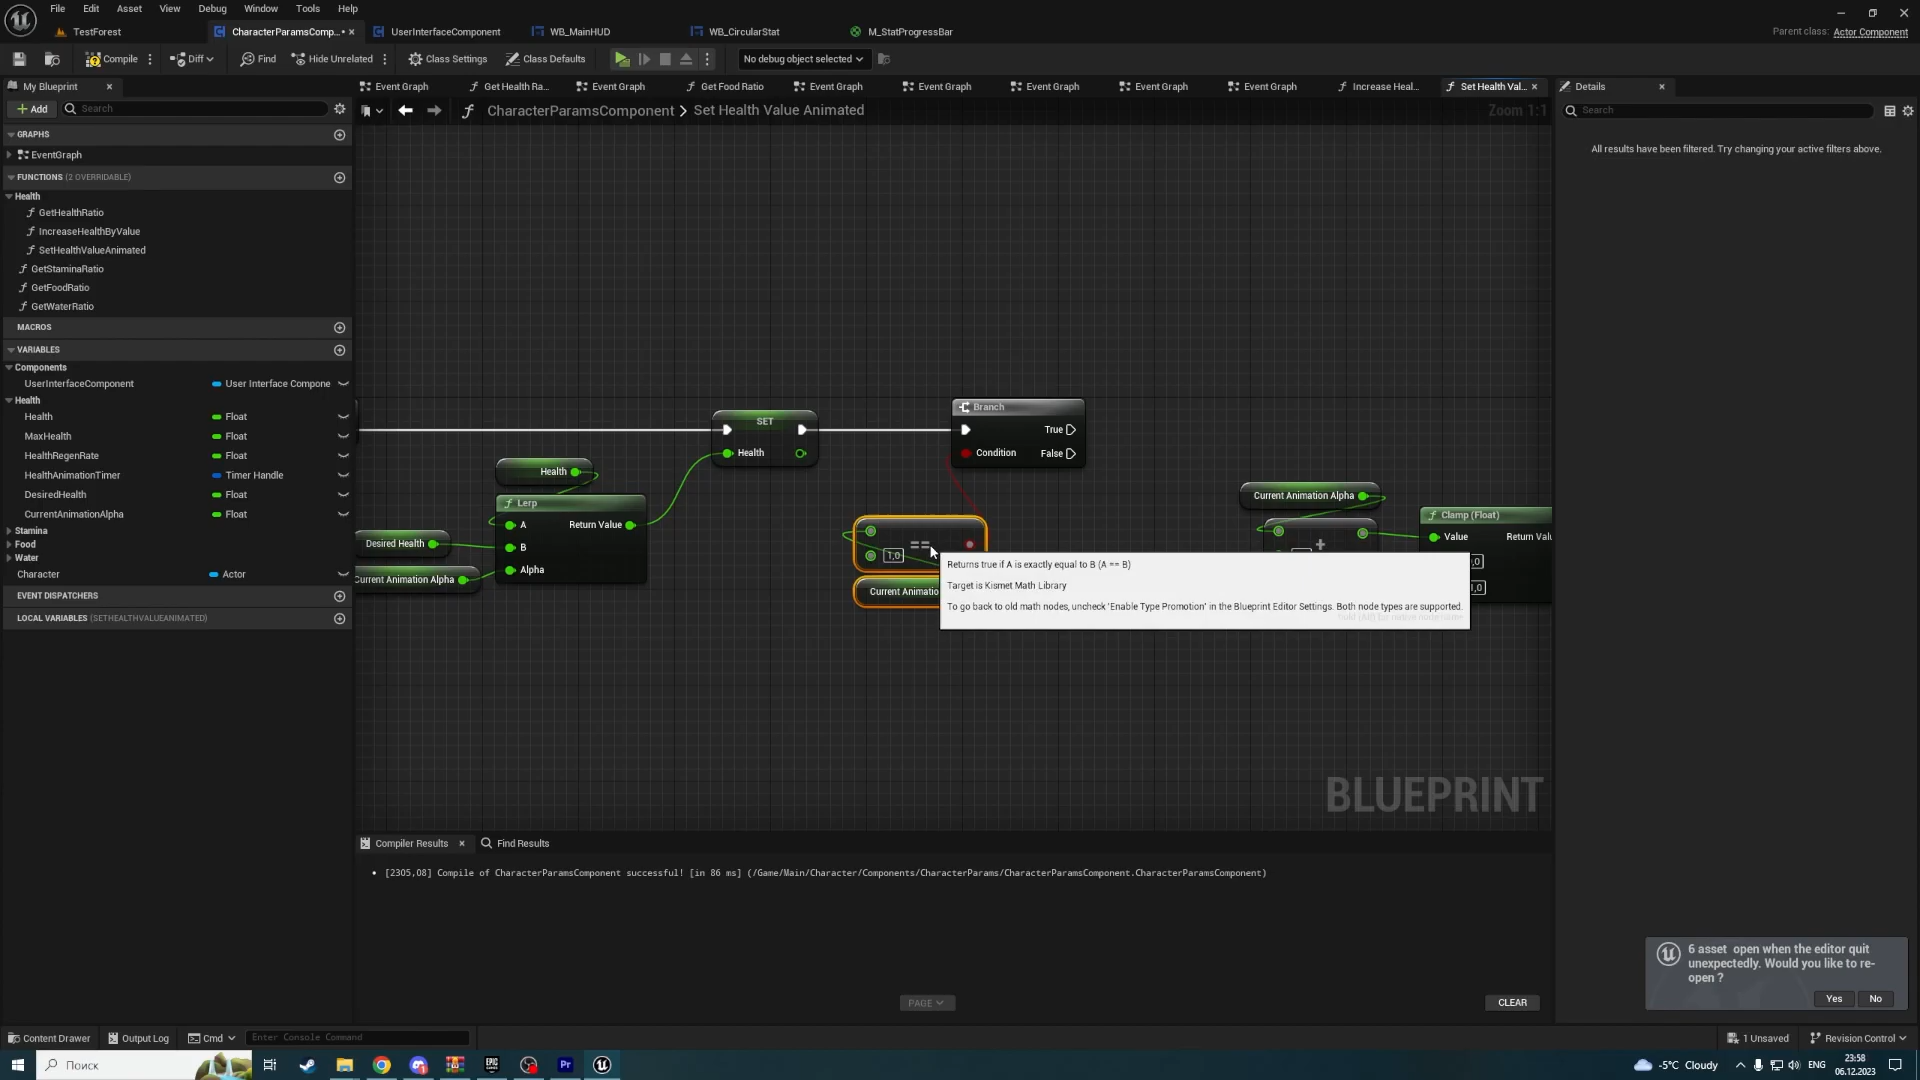 File Edit Asset View Debug Window Tools Help
TestForest
CharacterParamsComp...•
UserInterfaceComponent
WB_MainHUD
WB_CircularStat
M_StatProgressBar
Parent class: Actor Component
Compile
Diff
Find
Hide Unrelated
Class Settings
Class Defaults
No debug object selected
My Blueprint
Event Graph
Get Health Ra...
Event Graph
Get Food Ratio
Event Graph
Event Graph
Event Graph
Event Graph
Event Graph
Increase Heal...
Set Health Val...
Details
+ Add
Search
CharacterParamsComponent > Set Health Value Animated
Zoom 1:1
Search
All results have been filtered. Try changing your active filters above.
GRAPHS
EventGraph
FUNCTIONS (2 OVERRIDABLE)
Health
GetHealthRatio
IncreaseHealthByValue
SetHealthValueAnimated
GetStaminaRatio
GetFoodRatio
GetWaterRatio
MACROS
VARIABLES
Components
UserInterfaceComponent User Interface Compone
Health
Health Float
MaxHealth Float
HealthRegenRate Float
HealthAnimationTimer Timer Handle
DesiredHealth Float
CurrentAnimationAlpha Float
Stamina
Food
Water
Character Actor
EVENT DISPATCHERS
LOCAL VARIABLES (SETHEALTHVALUEANIMATED)
SET
Health
Branch
True
Condition False
Health
Lerp
A Return Value
B
Alpha
Desired Health
Current Animation Alpha
==
1,0
Current Animatio
Current Animation Alpha
+
Clamp (Float)
Value Return Valu
,0
1,0
Returns true if A is exactly equal to B (A == B)
Target is Kismet Math Library
To go back to old math nodes, uncheck 'Enable Type Promotion' in the Blueprint Editor Settings. Both node types are supported.
BLUEPRINT
Compiler Results
Find Results
[2305,08] Compile of CharacterParamsComponent successful! [in 86 ms] (/Game/Main/Character/Components/CharacterParams/CharacterParamsComponent.CharacterParamsComponent)
6 asset open when the editor quit
unexpectedly. Would you like to re-
open ?
Yes No
PAGE
CLEAR
Content Drawer
Output Log
Cmd
Enter Console Command
1 Unsaved
Revision Control
Поиск
EPIC
Pr
-5°C Cloudy
ENG
23:58
06.12.2023